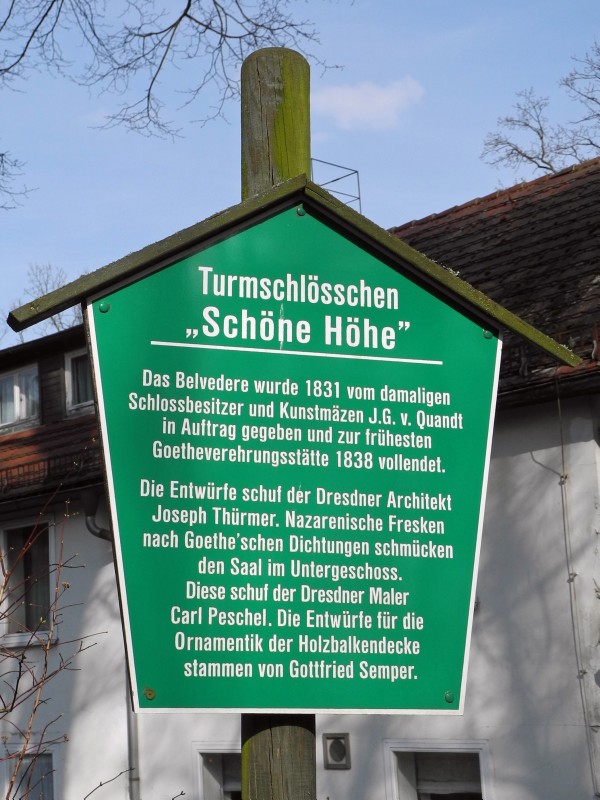 Turmschlösschen
„Schöne Höhe”
Das Belvedere wurde 1831 vom damaligen
Schlossbesitzer und Kunstmäzen J.G. v. Quandt
in Auftrag gegeben und zur frühesten
Goetheverehrungsstätte 1838 vollendet.
Die Entwürfe schuf der Dresdner Architekt
Joseph Thürmer. Nazarenische Fresken
nach Goethe'schen Dichtungen schmücken
den Saal im Untergeschoss.
Diese schuf der Dresdner Maler
Carl Peschel. Die Entwürfe für die
Ornamentik der Holzbalkendecke
stammen von Gottfried Semper.